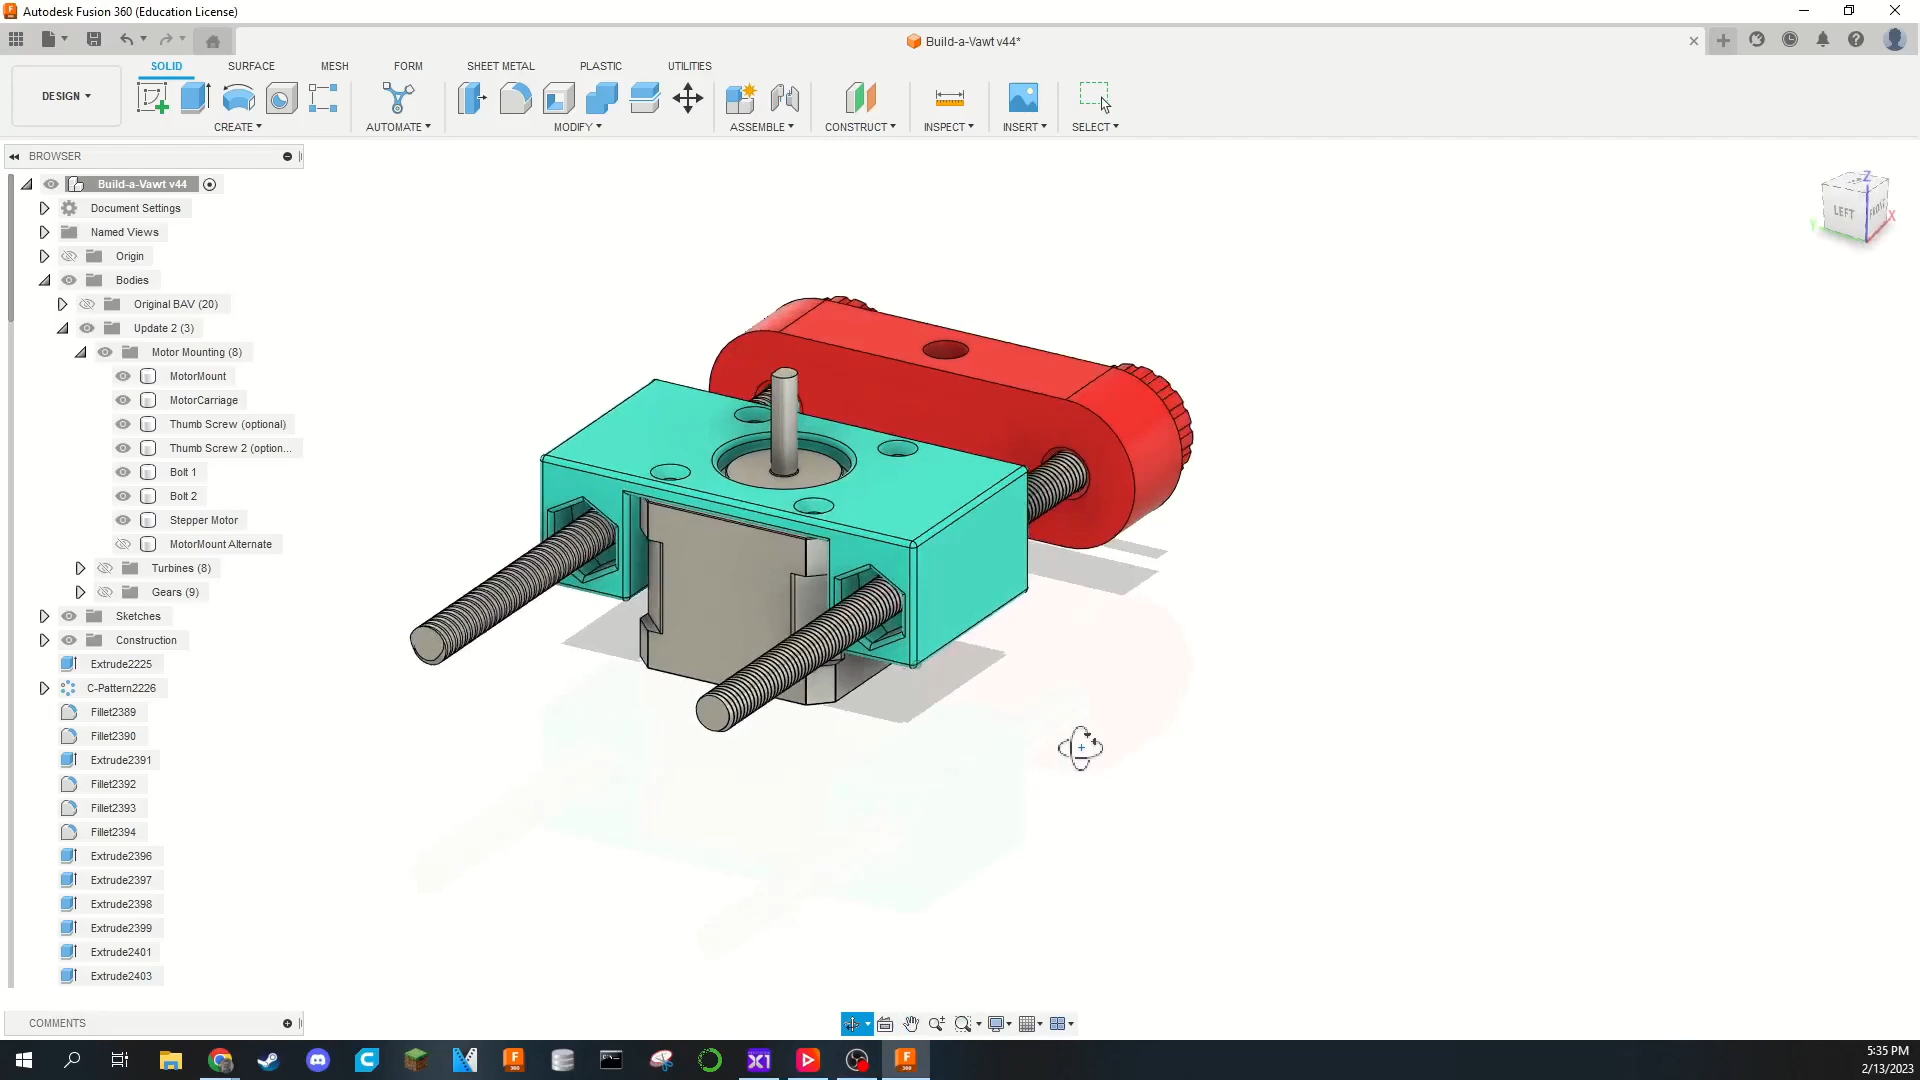 Autodesk Fusion 360 (Education License)
Build-a-Vawt v44*
SOLID SURFACE MESH FORM SHEET METAL PLASTIC UTILITIES
DESIGN
CREATE AUTOMATE MODIFY ASSEMBLE CONSTRUCT INSPECT INSERT SELECT
BROWSER
Build-a-Vawt v44
Document Settings
Named Views
Origin
Bodies
Original BAV (20)
Update 2 (3)
Motor Mounting (8)
MotorMount
MotorCarriage
Thumb Screw (optional)
Thumb Screw 2 (option...
Bolt 1
Bolt 2
Stepper Motor
MotorMount Alternate
Turbines (8)
Gears (9)
Sketches
Construction
Extrude2225
C-Pattern2226
Fillet2389
Fillet2390
Extrude2391
Fillet2392
Fillet2393
Fillet2394
Extrude2396
Extrude2397
Extrude2398
Extrude2399
Extrude2401
Extrude2403
COMMENTS
Z
LEFT
X
Y
5:35 PM
2/13/2023